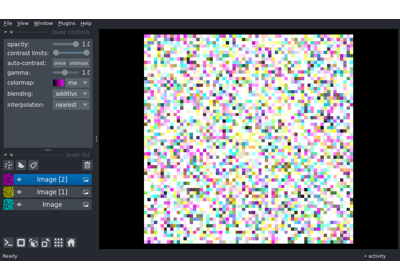 File View Window Plugins Help
layer controls
opacity: 1.0
contrast limits:
auto-contrast: once
gamma: 1.0
colormap: ma
blending: additive
interpolation: nearest
layer list
Image [2]
Image [1]
Image
Ready activity